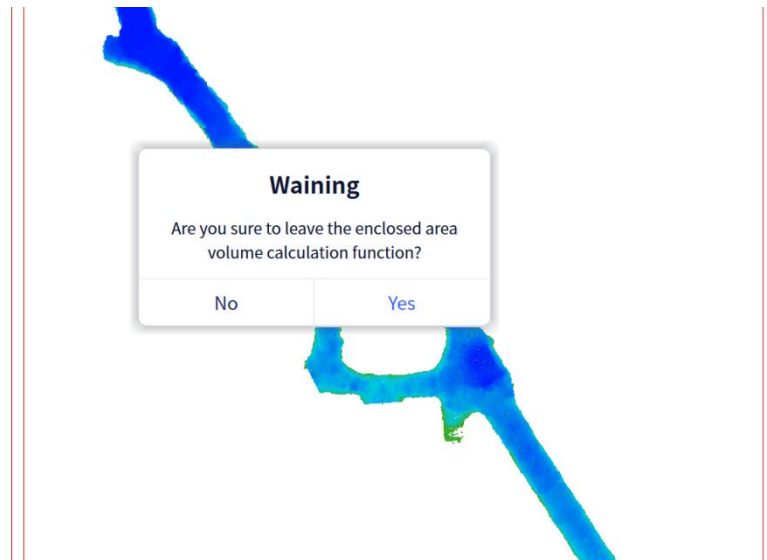 Waining
Are you sure to leave the enclosed area
volume calculation function?
No
Yes